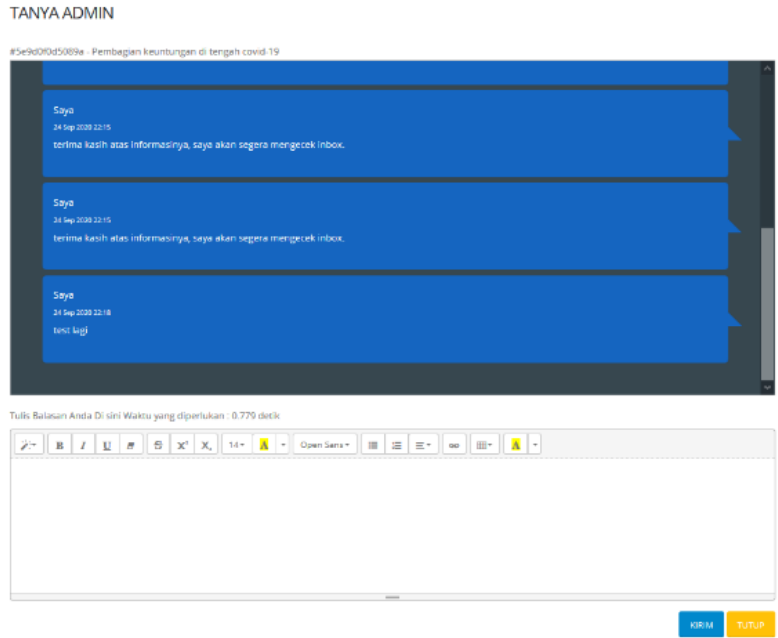 TANYA ADMIN
#5e9d0f0d5089a - Pembagian keuntungan di tengah covid-19
Saya
24 Sep 2020 22:15
terima kasih atas informasinya, saya akan segera mengecek inbox.
Saya
24 Sep 2020 22:15
terima kasih atas informasinya, saya akan segera mengecek inbox.
Saya
24 Sep 2020 22:18
test lagi
Tulis Balasan Anda Di sini Waktu yang diperlukan : 0.779 detik
B I U S X² X₂ 14 A Open Sans A
KIRIM TUTUP